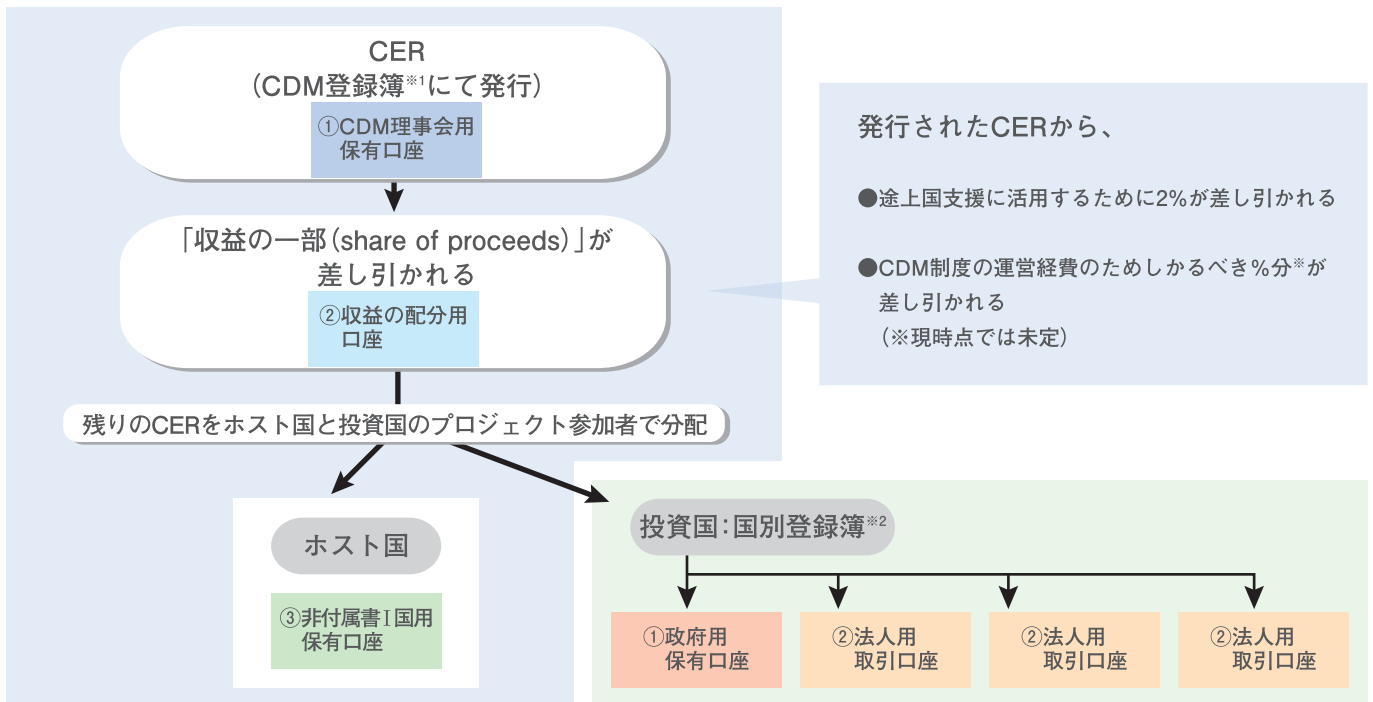 CER
（CDM登録簿※1にて発行）
①CDM理事会用
保有口座
「収益の一部（share of proceeds）」が
差し引かれる
②収益の配分用
口座
発行されたCERから、
●途上国支援に活用するために2%が差し引かれる
●CDM制度の運営経費のためしかるべき%分※が
差し引かれる
（※現時点では未定）
残りのCERをホスト国と投資国のプロジェクト参加者で分配
ホスト国
③非付属書Ⅰ国用
保有口座
投資国：国別登録簿※2
①政府用
保有口座
②法人用
取引口座
②法人用
取引口座
②法人用
取引口座